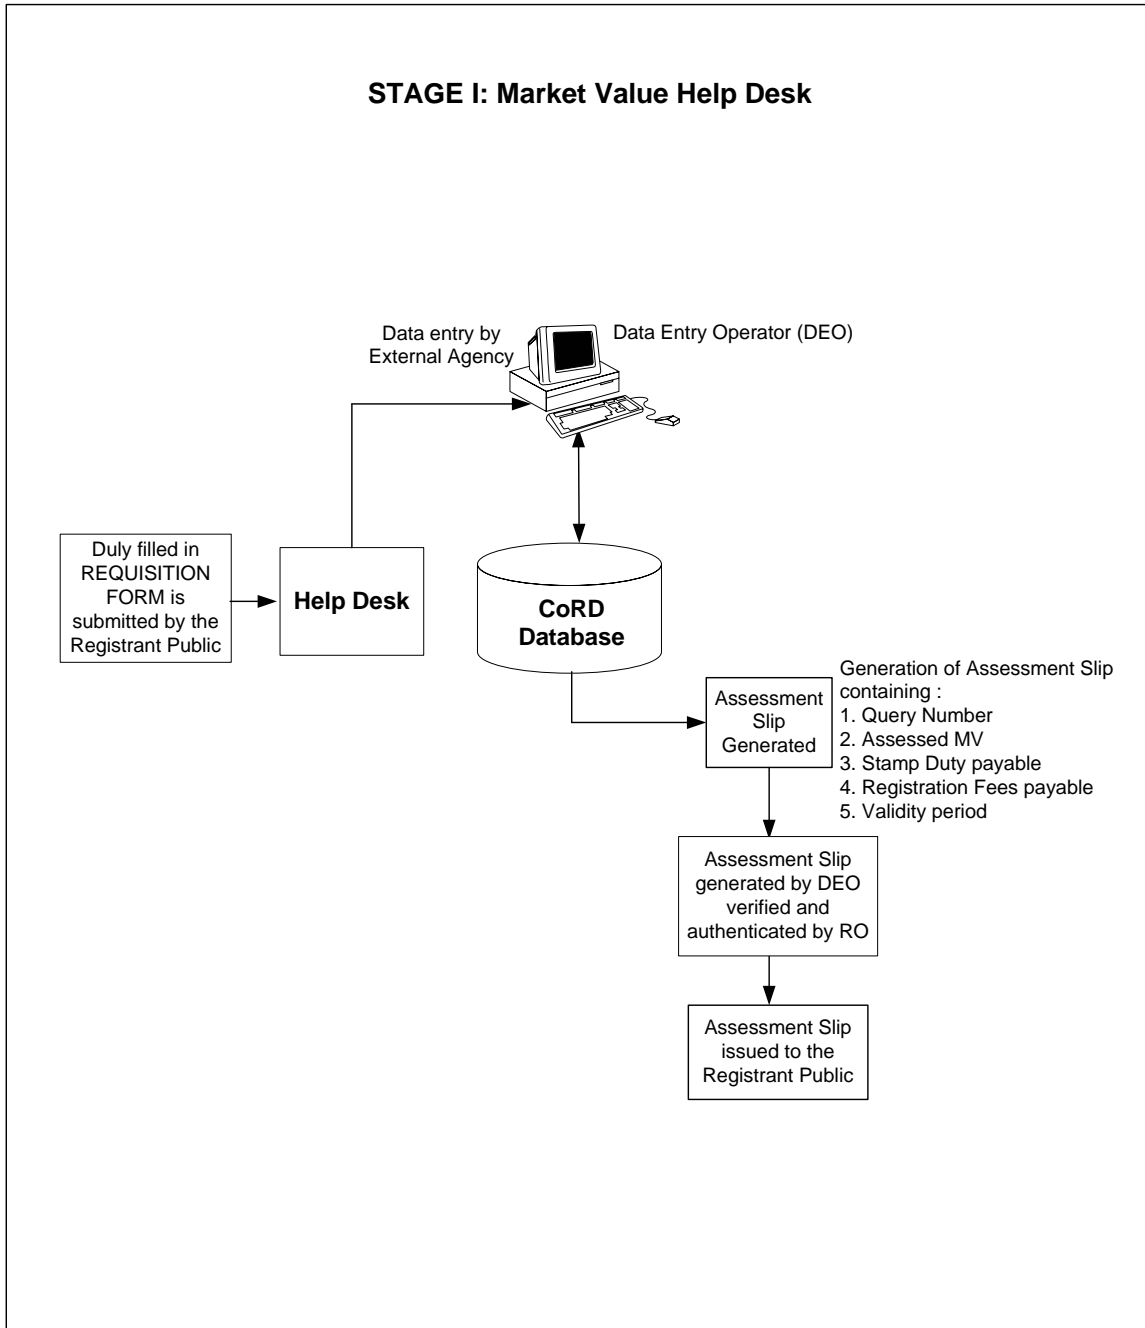 STAGE I: Market Value Help Desk
Data entry by
External Agency
Data Entry Operator (DEO)
Duly filled in
REQUISITION
FORM is
submitted by the
Registrant Public
Help Desk
CoRD
Database
Assessment
Slip
Generated
Generation of Assessment Slip
containing :
1. Query Number
2. Assessed MV
3. Stamp Duty payable
4. Registration Fees payable
5. Validity period
Assessment Slip
generated by DEO
verified and
authenticated by RO
Assessment Slip
issued to the
Registrant Public